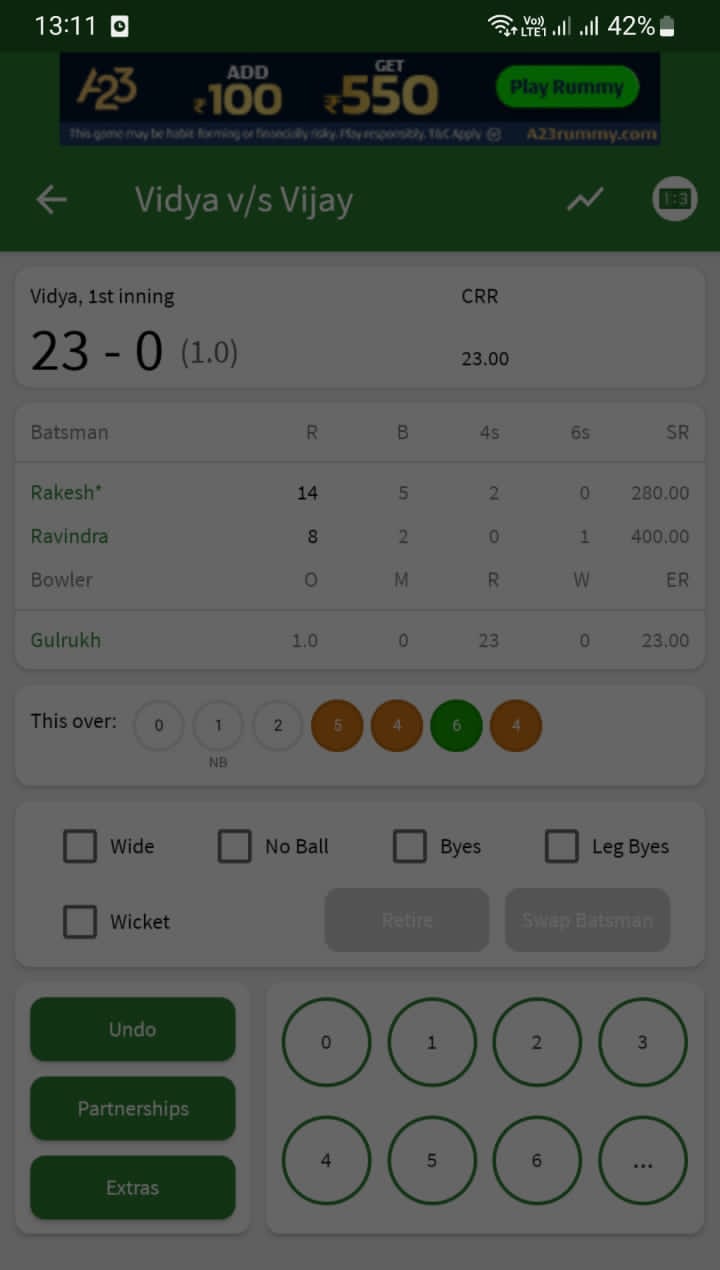 13:11 Vo)) LTE1 42%
A23 ADD ₹100 GET ₹550 Play Rummy
This game may be habit forming or financially risky. Play responsibly. T&C Apply A23rummy.com
Vidya v/s Vijay 1:3
Vidya, 1st inning CRR
23 - 0 (1.0) 23.00
Batsman R B 4s 6s SR
Rakesh* 14 5 2 0 280.00
Ravindra 8 2 0 1 400.00
Bowler O M R W ER
Gulrukh 1.0 0 23 0 23.00
This over: 0 1 2 5 4 6 4
NB
Wide No Ball Byes Leg Byes
Wicket Retire Swap Batsman
Undo 0 1 2 3
Partnerships
4 5 6 ...
Extras